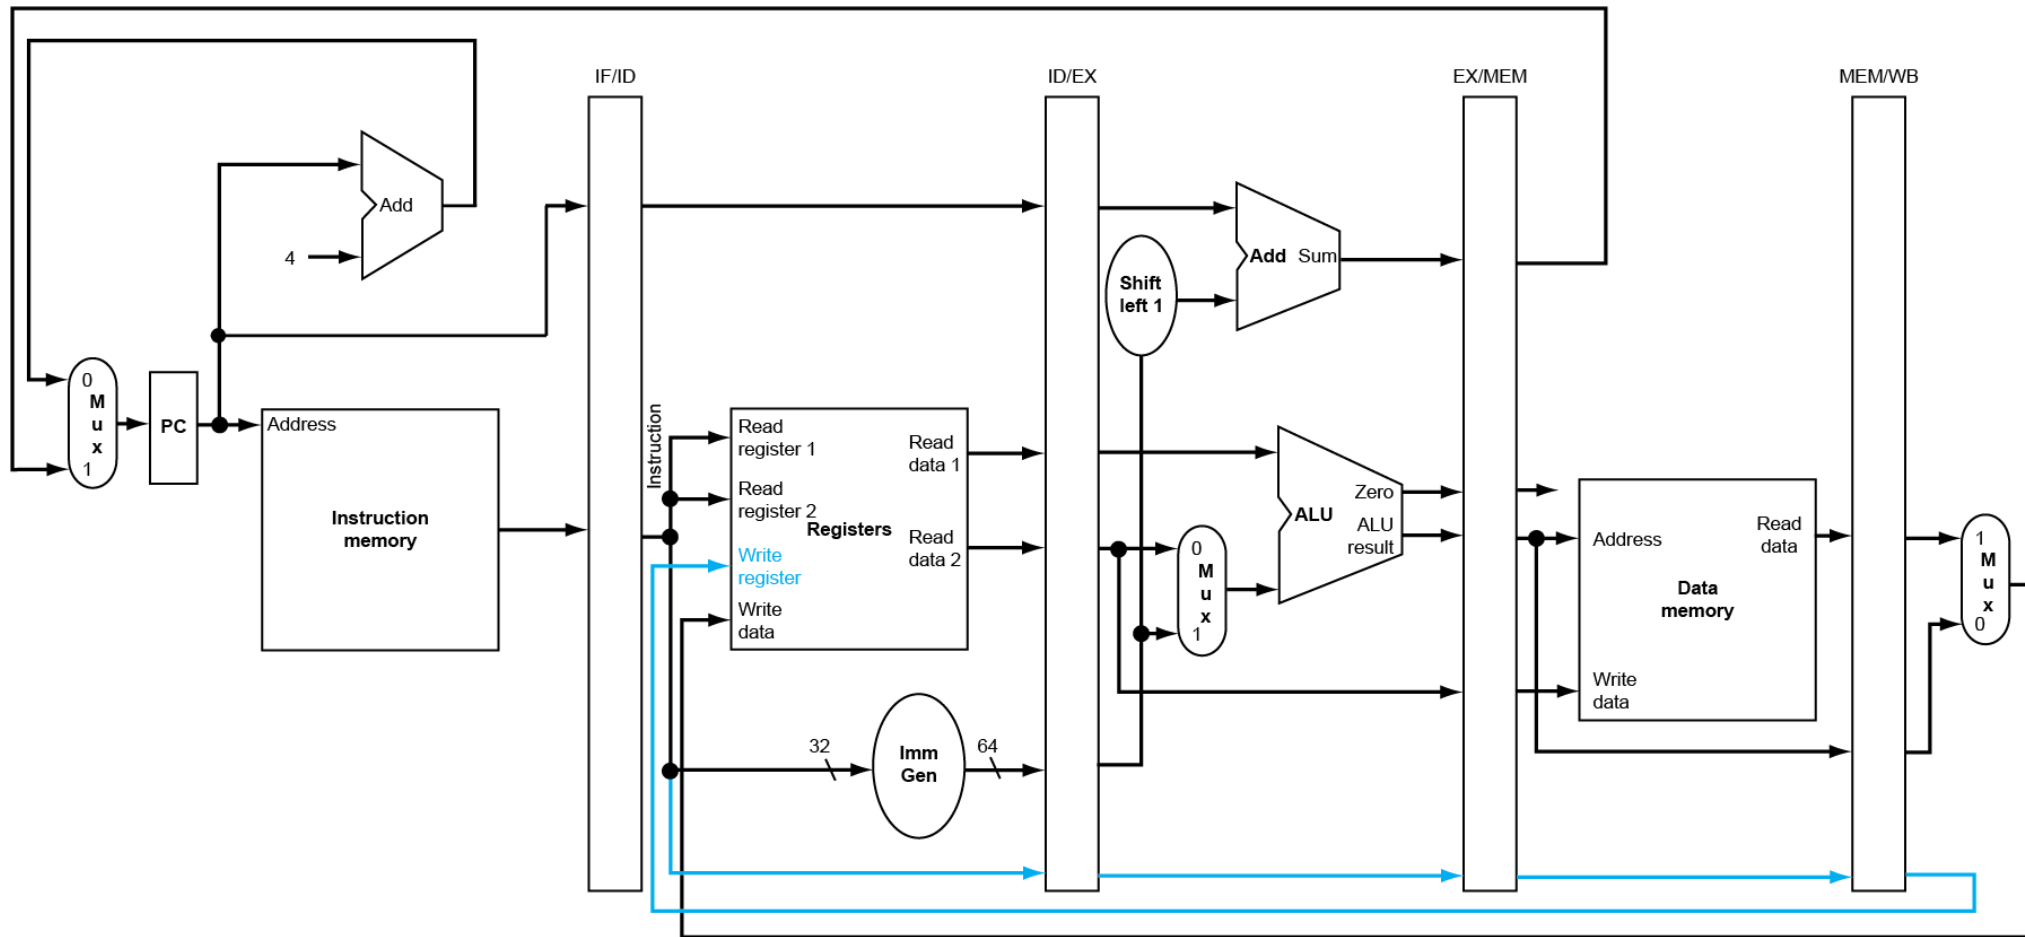 IF/ID
ID/EX
EX/MEM
MEM/WB
Add
4
Add Sum
Shift
left 1
0
M
u
x
1
PC
Address
Instruction
memory
Instruction
Read
register 1
Read
register 2
Write
register
Write
data
Registers
Read
data 1
Read
data 2
0
M
u
x
1
Zero
ALU
ALU
result
Address
Read
data
Data
memory
Write
data
1
M
u
x
0
32
Imm
Gen
64